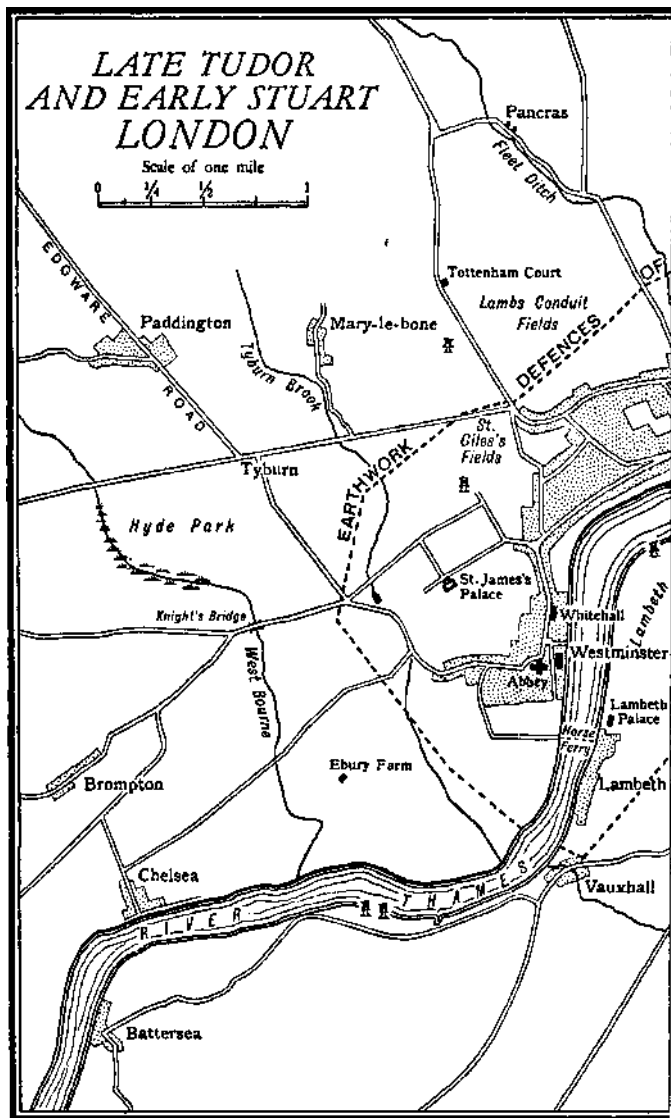 LATE TUDOR
AND EARLY STUART
LONDON
Scale of one mile
0 1/4 1/2 1
Pancras
Fleet Ditch
EDGWARE ROAD
Tottenham Court
Lambs Conduit
Fields
Paddington
Mary-le-bone
Tyburn Brook
EARTHWORK DEFENCES OF
St.
Giles's
Fields
Tyburn
Hyde Park
St. James's
Palace
Knight's Bridge
Whitehall
Lambeth
West Bourne
Westminster
Abbey
Lambeth
Palace
Horse
Ferry
Ebury Farm
Brompton
Lambeth
Chelsea
Vauxhall
RIVER THAMES
Battersea